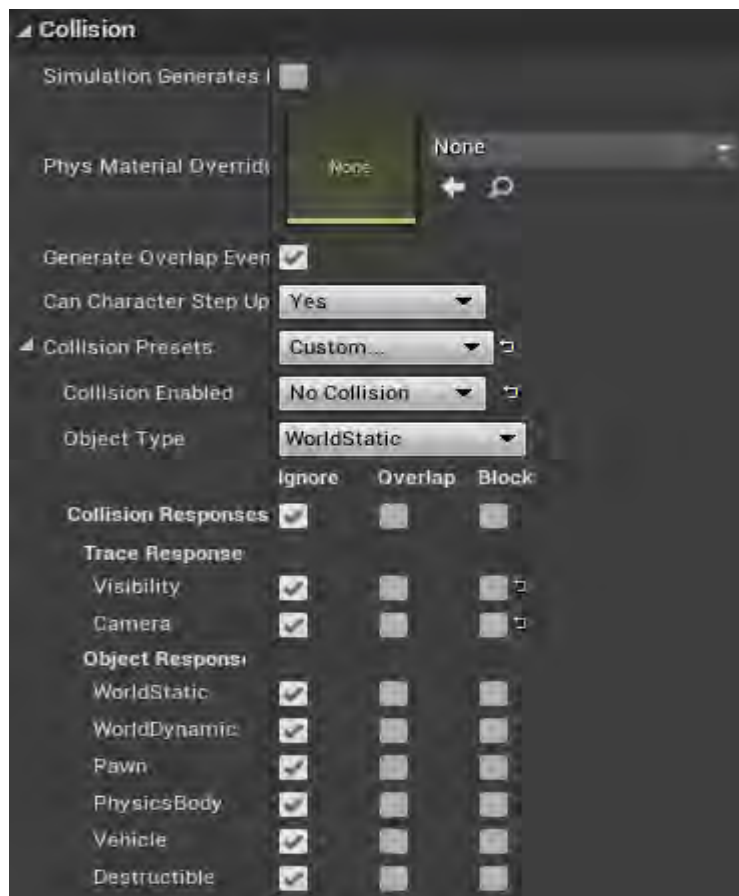 Collision
Simulation Generates
Phys Material Overrid
None
None
Generate Overlap Even
Can Character Step Up
Yes
Collision Presets
Custom...
Collision Enabled
No Collision
Object Type
WorldStatic
Ignore Overlap Block
Collision Responses
Trace Response
Visibility
Camera
Object Respons
WorldStatic
WorldDynamic
Pawn
PhysicsBody
Vehicle
Destructible